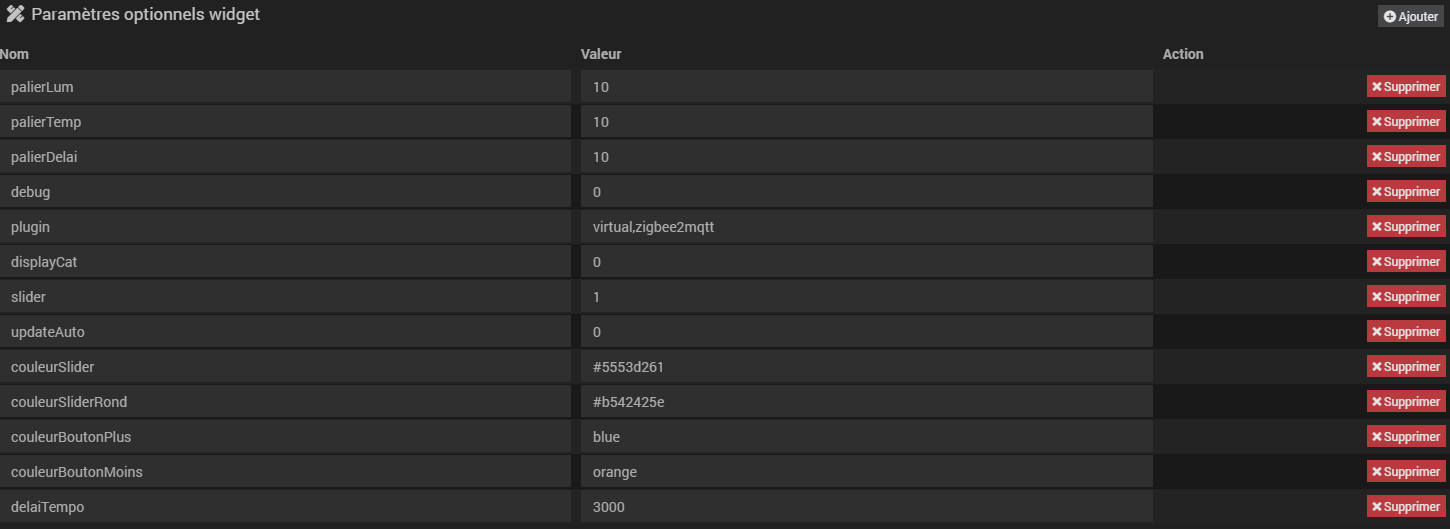 Paramètres optionnels widget
Ajouter
Nom Valeur Action
palierLum 10 Supprimer
palierTemp 10 Supprimer
palierDelai 10 Supprimer
debug 0 Supprimer
plugin virtual,zigbee2mqtt Supprimer
displayCat 0 Supprimer
slider 1 Supprimer
updateAuto 0 Supprimer
couleurSlider #5553d261 Supprimer
couleurSliderRond #b542425e Supprimer
couleurBoutonPlus blue Supprimer
couleurBoutonMoins orange Supprimer
delaiTempo 3000 Supprimer